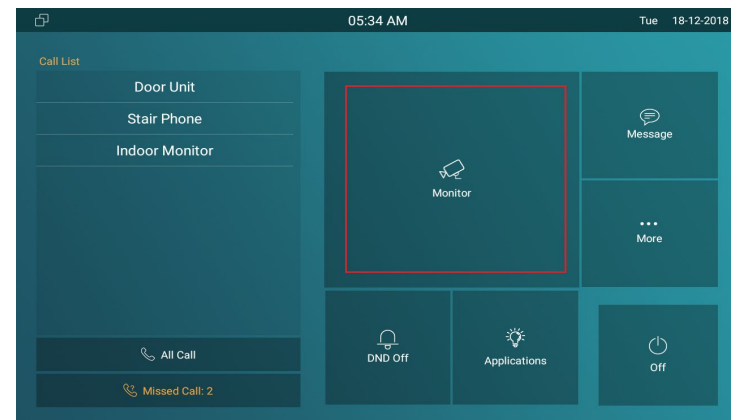 05:34 AM
Tue 18-12-2018
Call List
Door Unit
Stair Phone
Indoor Monitor
All Call
Missed Call: 2
Monitor
Message
More
DND Off
Applications
Off